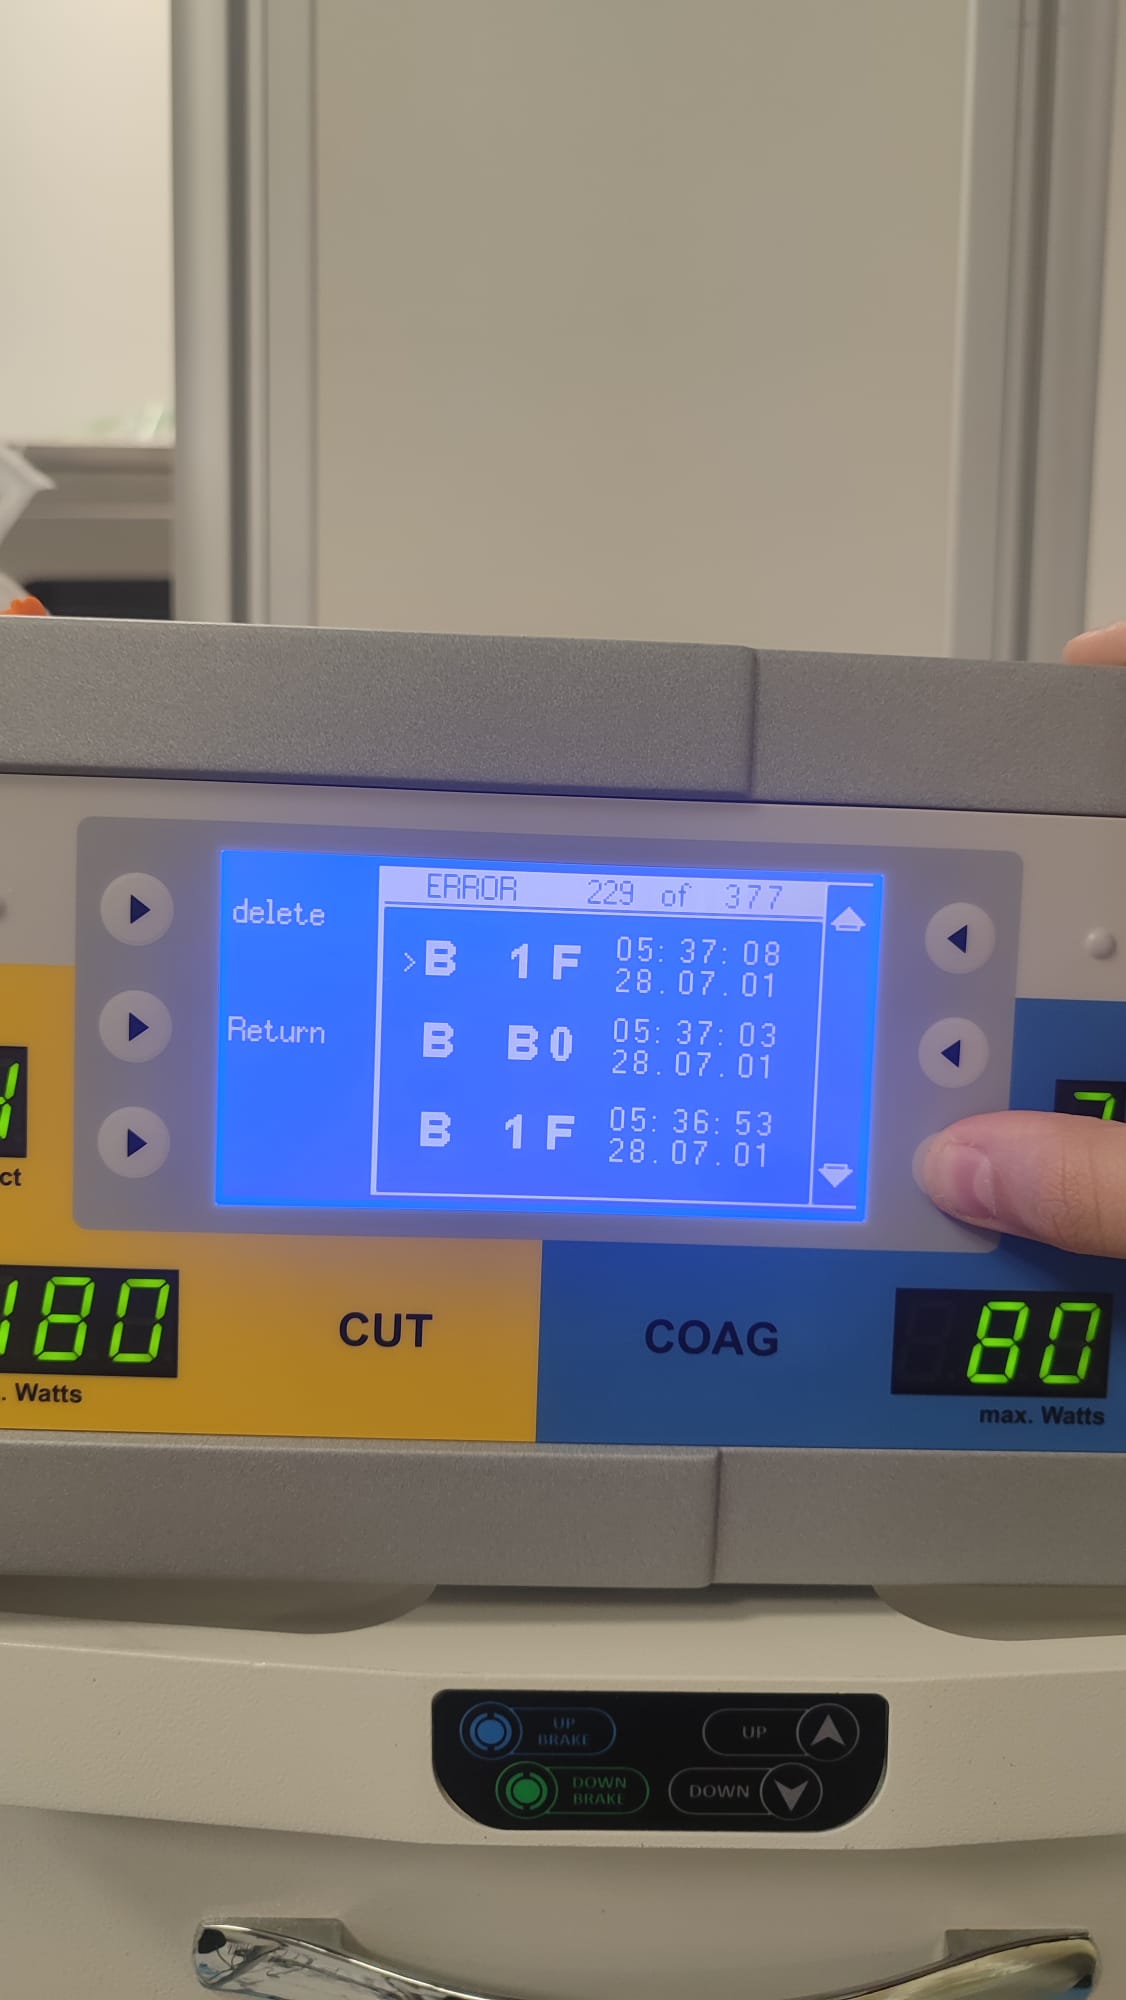 delete
Return
ERROR 229 of 377
>B 1F 05:37:08
28.07.01
B B0 05:37:03
28.07.01
B 1F 05:36:53
28.07.01
ct
180
. Watts
CUT
COAG
80
max. Watts
UP BRAKE
UP
DOWN BRAKE
DOWN